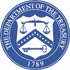 THE DEPARTMENT OF THE TREASURY
1789